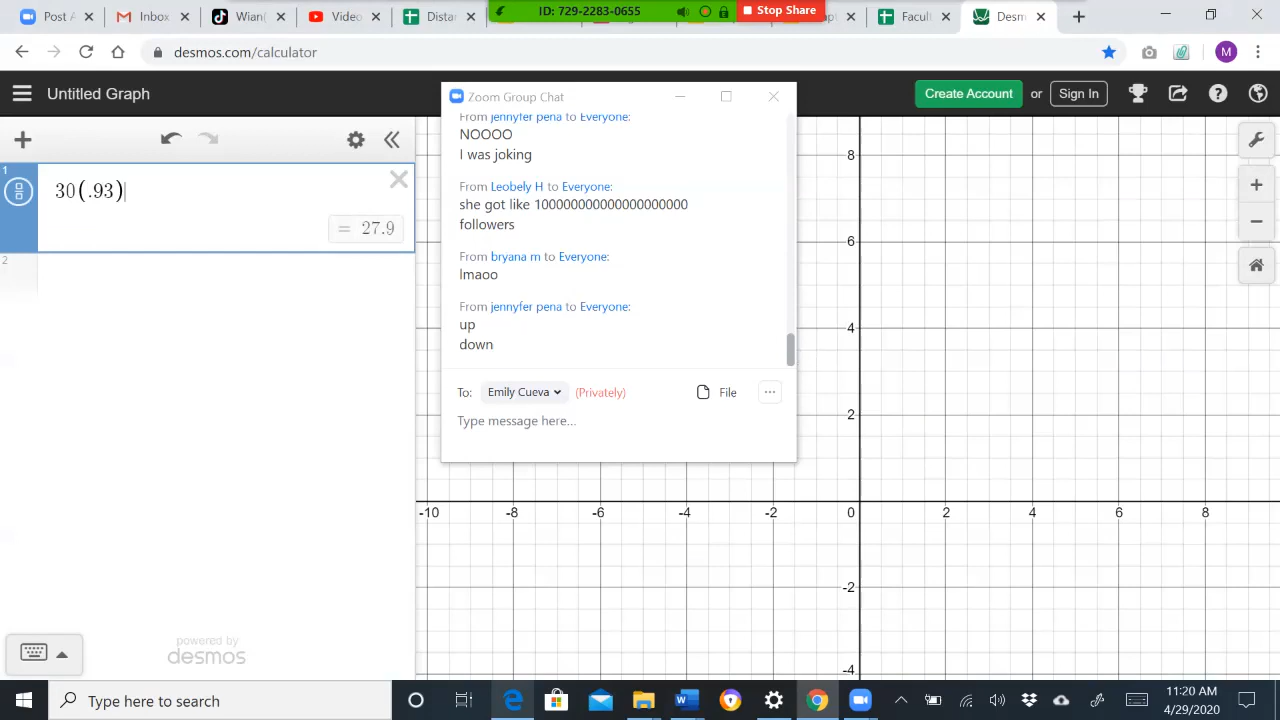 Post
Inbox
Wian
Video
Distar
ID: 729-2283-0655
Stop Share
Facult
Desm
desmos.com/calculator
M
Untitled Graph
Create Account or Sign In
Zoom Group Chat
From jennyfer pena to Everyone:
NOOOO
I was joking
From Leobely H to Everyone:
she got like 100000000000000000000
followers
From bryana m to Everyone:
lmaoo
From jennyfer pena to Everyone:
up
down
To: Emily Cueva (Privately) File
Type message here...
1
30(.93)
= 27.9
2
8
6
4
2
-10 -8 -6 -4 -2 0 2 4 6 8
-2
-4
powered by
desmos
Type here to search
11:20 AM
4/29/2020